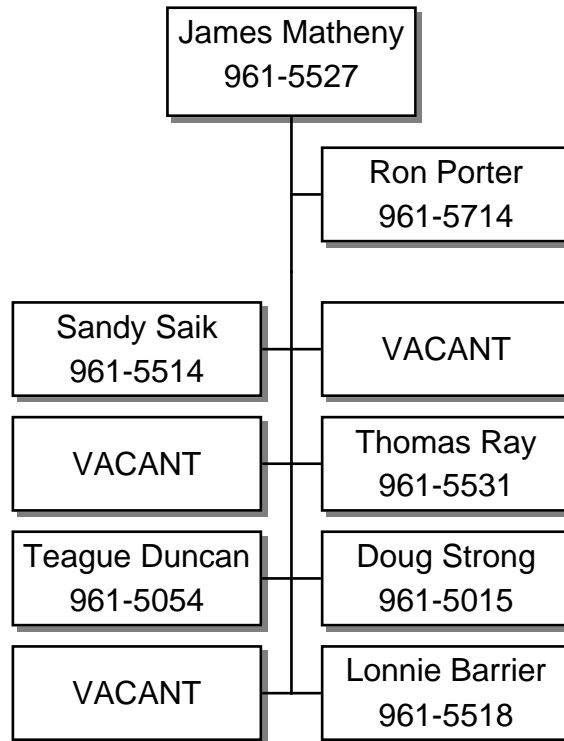 James Matheny
961-5527
Ron Porter
961-5714
Sandy Saik
961-5514
VACANT
VACANT
Thomas Ray
961-5531
Teague Duncan
961-5054
Doug Strong
961-5015
VACANT
Lonnie Barrier
961-5518